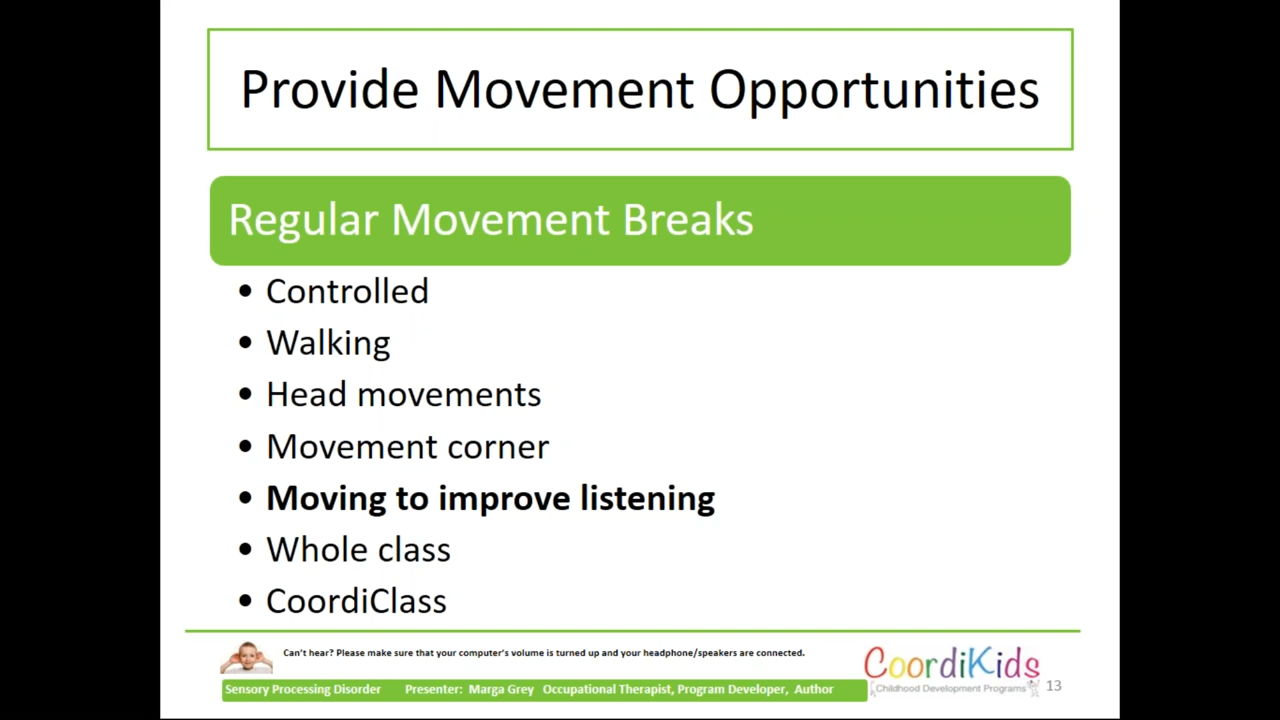 Provide Movement Opportunities
Regular Movement Breaks
• Controlled
• Walking
• Head movements
• Movement corner
• Moving to improve listening
• Whole class
• CoordiClass
Can't hear? Please make sure that your computer's volume is turned up and your headphone/speakers are connected.
Sensory Processing Disorder Presenter: Marga Grey Occupational Therapist, Program Developer, Author
CoordiKids
Childhood Development Programs
13